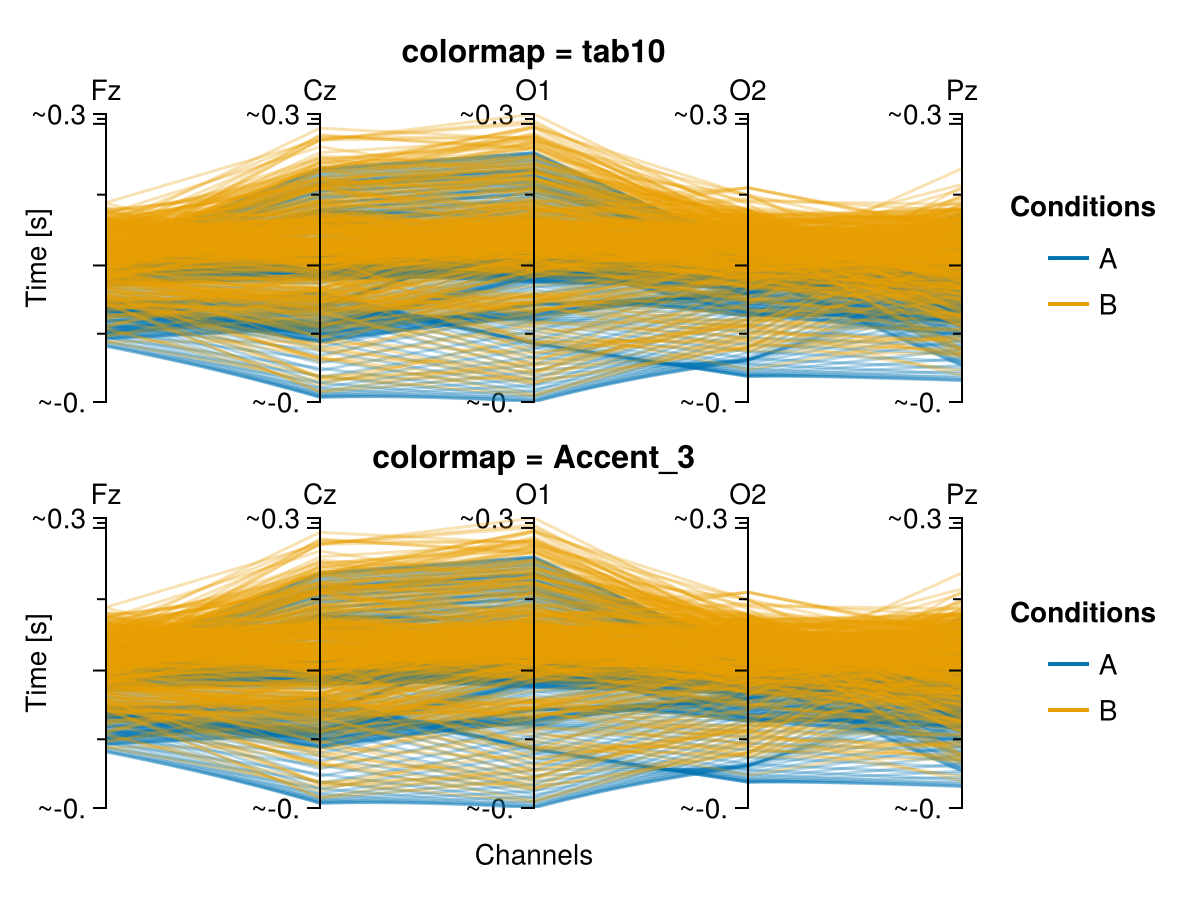 colormap = tab10
Fz Cz O1 O2 Pz
~0.3 ~0.3 ~0.3 ~0.3 ~0.3
Time [s]
~-0. ~-0. ~-0. ~-0. ~-0.
Conditions
A
B
colormap = Accent_3
Fz Cz O1 O2 Pz
~0.3 ~0.3 ~0.3 ~0.3 ~0.3
Time [s]
~-0. ~-0. ~-0. ~-0. ~-0.
Conditions
A
B
Channels